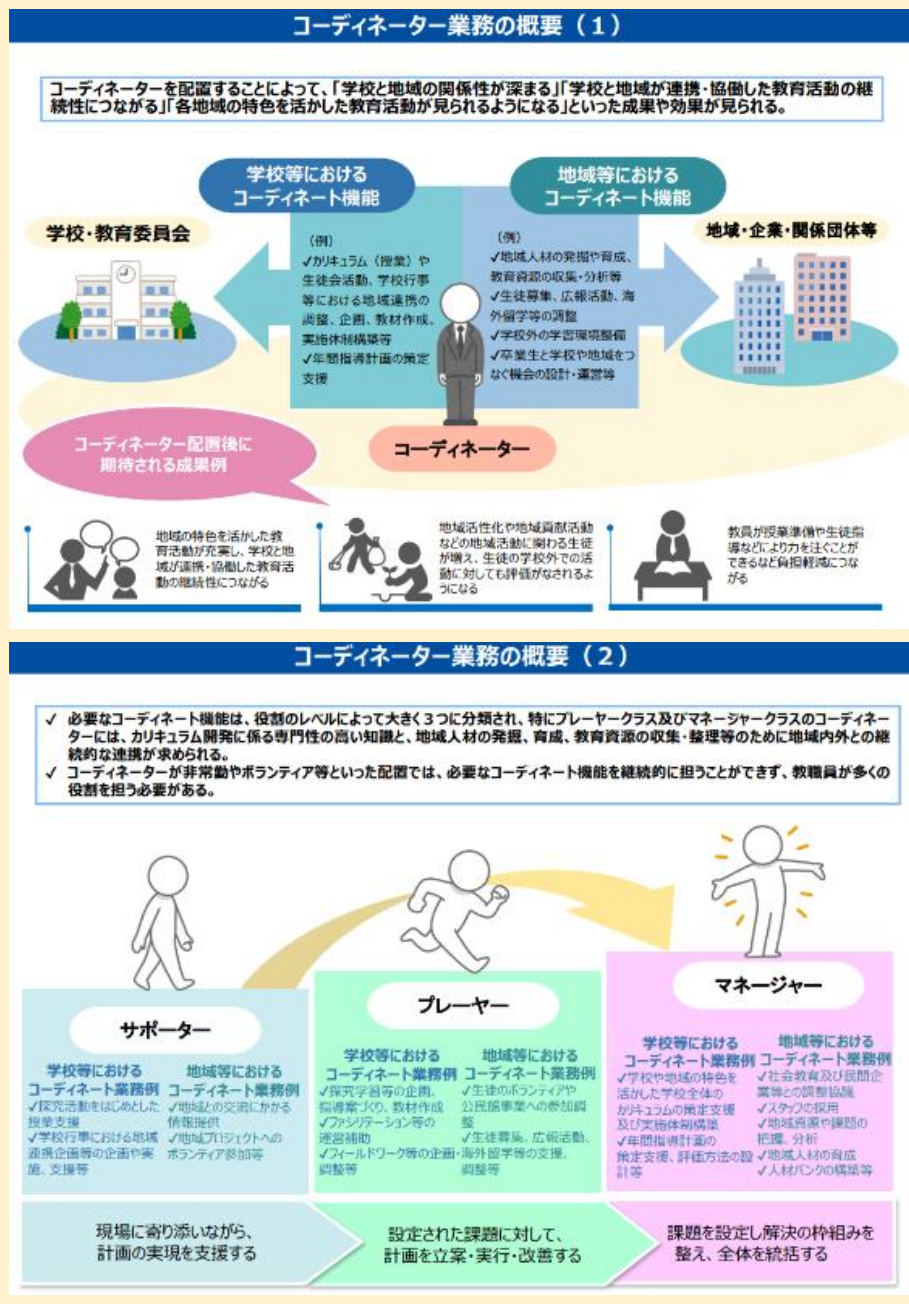 コーディネーター業務の概要（１）
コーディネーターを配置することによって、「学校と地域の関係性が深まる」「学校と地域が連携・協働した教育活動の継
続性につながる」「各地域の特色を活かした教育活動が見られるようになる」といった成果や効果が見られる。
学校等における
コーディネート機能
地域等における
コーディネート機能
学校・教育委員会
（例）
✓カリキュラム（授業）や
生徒会活動、学校行事
等における地域連携の
調整、企画、教材作成、
実施体制構築等
✓年間指導計画の策定
支援
（例）
✓地域人材の発掘や育成、
教育資源の収集・分析等
✓生徒募集、広報活動、海
外留学等の調整
✓学校外の学習環境整備
✓卒業生と学校や地域をつ
なぐ機会の設計・運営等
地域・企業・関係団体等
コーディネーター
コーディネーター配置後に
期待される成果例
地域の特色を活かした教
育活動が充実し、学校と地
域が連携・協働した教育活
動の継続性につながる
地域活性化や地域貢献活動
などの地域活動に関わる生徒
が増え、生徒の学校外での活
動に対しても評価がなされるよ
うになる
教員が授業準備や生徒指
導などにより力を注ぐことが
できるなど負担軽減につな
がる
コーディネーター業務の概要（２）
✓ 必要なコーディネート機能は、役割のレベルによって大きく３つに分類され、特にプレーヤークラス及びマネージャークラスのコーディネー
ターには、カリキュラム開発に係る専門性の高い知識と、地域人材の発掘、育成、教育資源の収集・整理等のために地域内外との継
続的な連携が求められる。
✓ コーディネーターが非常勤やボランティア等といった配置では、必要なコーディネート機能を継続的に担うことができず、教職員が多くの
役割を担う必要がある。
サポーター
学校等における
コーディネート業務例
✓探究活動をはじめとした
授業支援
✓学校行事における地域
連携企画等の企画や実
施、支援等
地域等における
コーディネート業務例
✓地域との交流にかかる
情報提供
✓地域プロジェクトへの
ボランティア参加等
プレーヤー
学校等における
コーディネート業務例
✓探究学習等の企画、
指導案づくり、教材作成
✓ファシリテーション等の
運営補助
✓フィールドワーク等の企画・
調整等
地域等における
コーディネート業務例
✓生徒のボランティアや
公民館事業への参加調
整
✓生徒募集、広報活動、
海外留学等の支援、
調整等
マネージャー
学校等における
コーディネート業務例
✓学校や地域の特色を
活かした学校全体の
カリキュラムの策定支援
及び実施体制構築
✓年間指導計画の
策定支援、評価方法の設
計等
地域等における
コーディネート業務例
✓社会教育及び民間企
業等との調整協議
✓スタッフの採用
✓地域資源や課題の
把握、分析
✓地域人材の育成
✓人材バンクの構築等
現場に寄り添いながら、
計画の実現を支援する
設定された課題に対して、
計画を立案・実行・改善する
課題を設定し解決の枠組みを
整え、全体を統括する